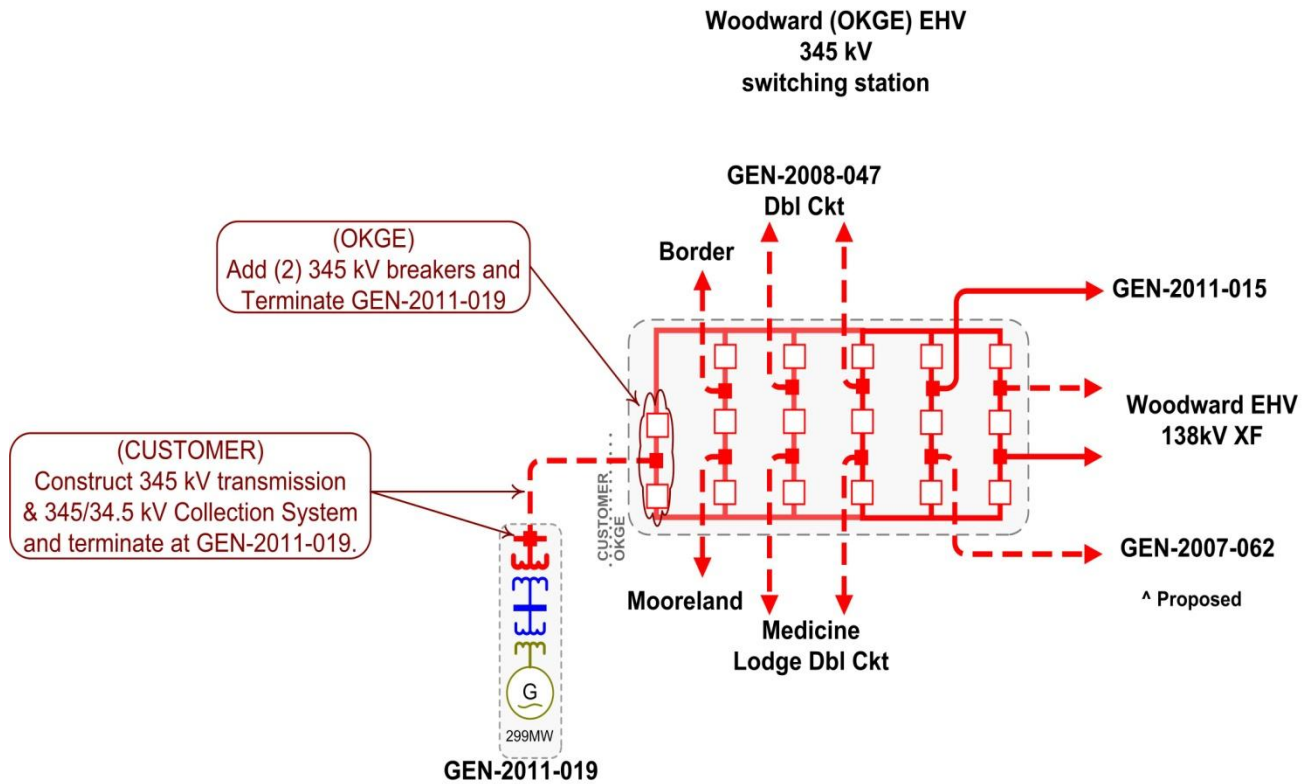 Woodward (OKGE) EHV
345 kV
switching station
GEN-2008-047
Dbl Ckt
(OKGE)
Add (2) 345 kV breakers and
Terminate GEN-2011-019
Border
GEN-2011-015
Woodward EHV
138kV XF
(CUSTOMER)
Construct 345 kV transmission
& 345/34.5 kV Collection System
and terminate at GEN-2011-019.
CUSTOMER
OKGE
GEN-2007-062
^ Proposed
Mooreland
Medicine
Lodge Dbl Ckt
G
299MW
GEN-2011-019